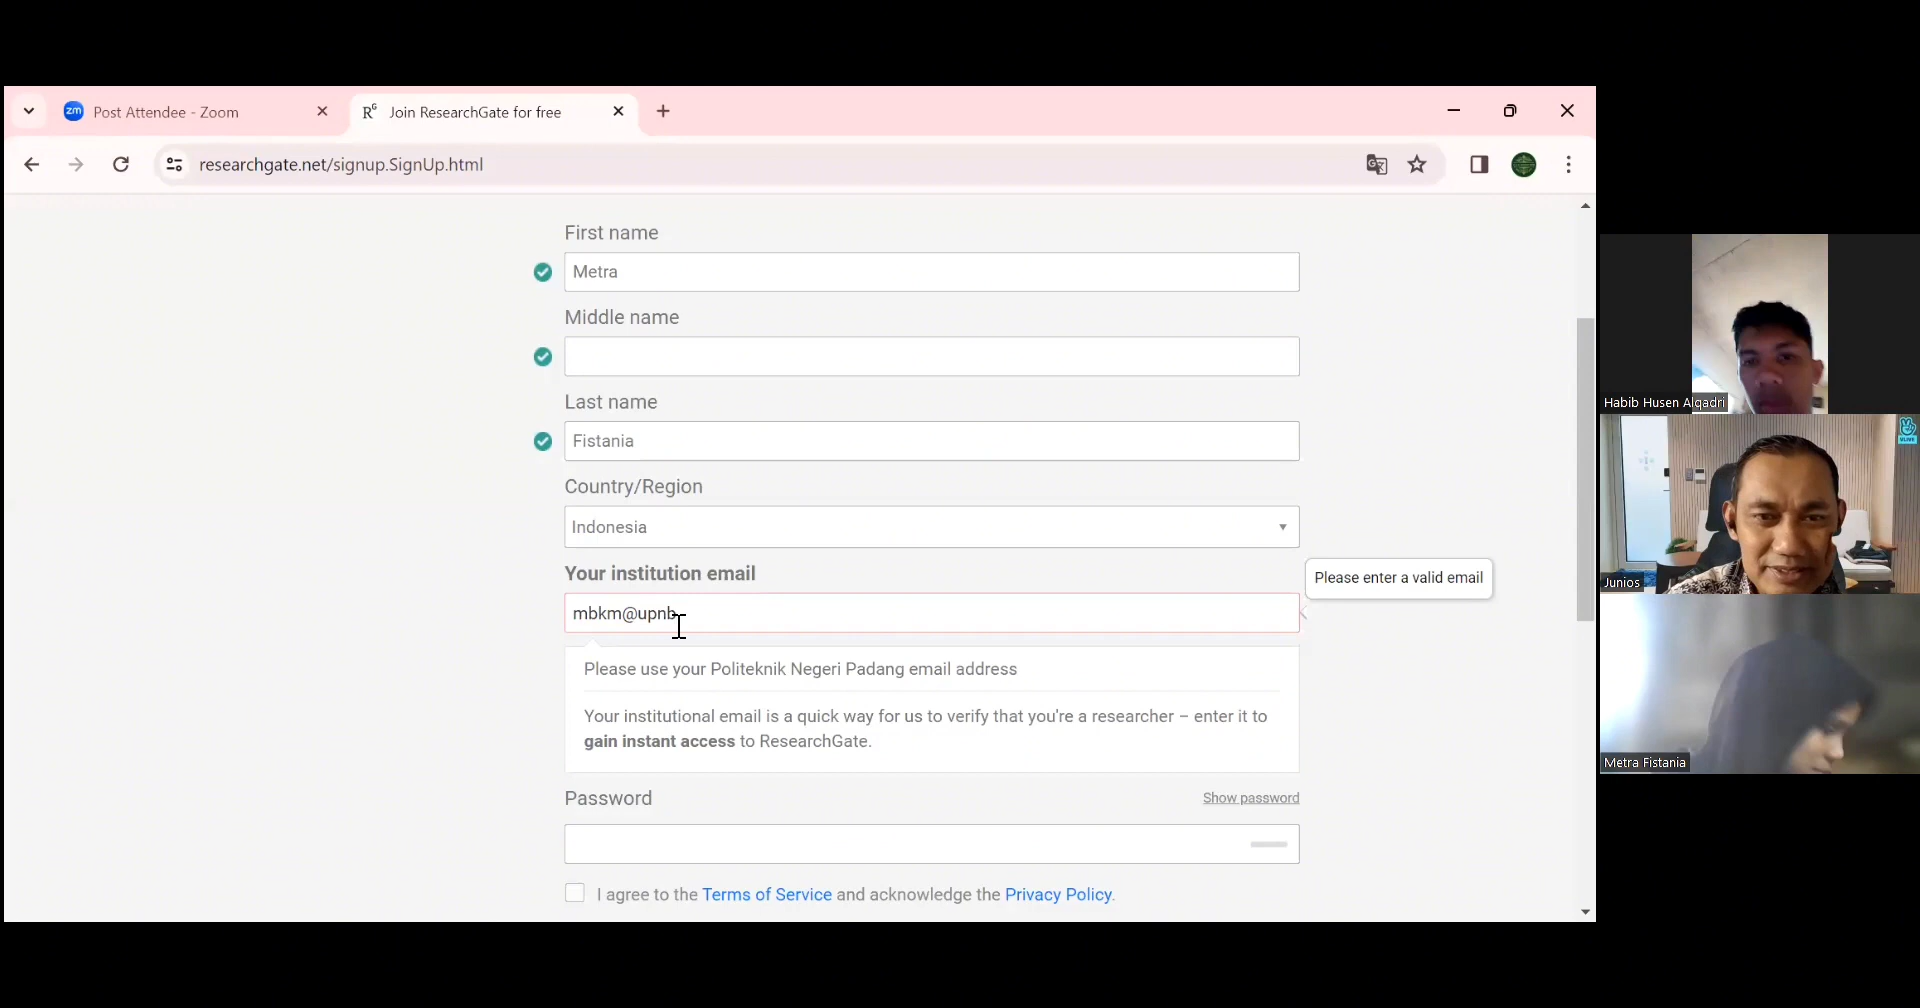 Post Attendee - Zoom
Join ResearchGate for free
researchgate.net/signup.SignUp.html
First name
Metra
Middle name
Last name
Fistania
Country/Region
Indonesia
Your institution email
Please enter a valid email
mbkm@upnb
Please use your Politeknik Negeri Padang email address
Your institutional email is a quick way for us to verify that you're a researcher – enter it to
gain instant access to ResearchGate.
Password
Show password
I agree to the Terms of Service and acknowledge the Privacy Policy.
Habib Husen Alqadri
Junios
Metra Fistania